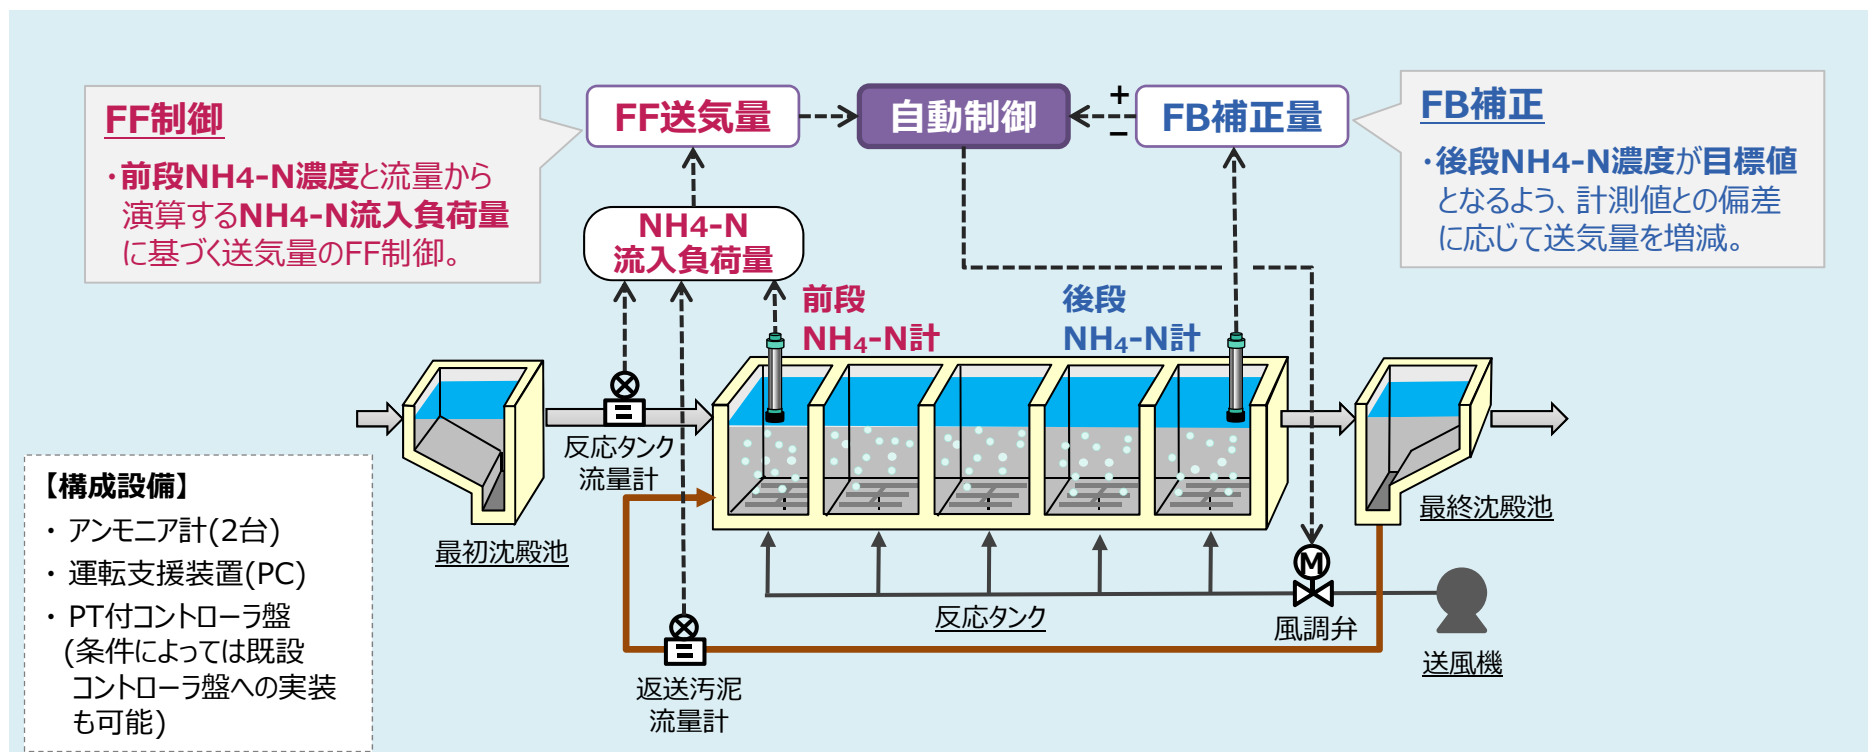 FF制御
・前段NH4-N濃度と流量から
演算するNH4-N流入負荷量
に基づく送気量のFF制御。
FF送気量
自動制御
+
−
FB補正量
FB補正
・後段NH4-N濃度が目標値
となるよう、計測値との偏差
に応じて送気量を増減。
NH4-N
流入負荷量
前段
NH₄-N計
後段
NH₄-N計
反応タンク
流量計
最初沈殿池
最終沈殿池
M
反応タンク
風調弁
送風機
返送汚泥
流量計
【構成設備】
・ アンモニア計(2台)
・ 運転支援装置(PC)
・ PT付コントローラ盤
(条件によっては既設
コントローラ盤への実装
も可能)